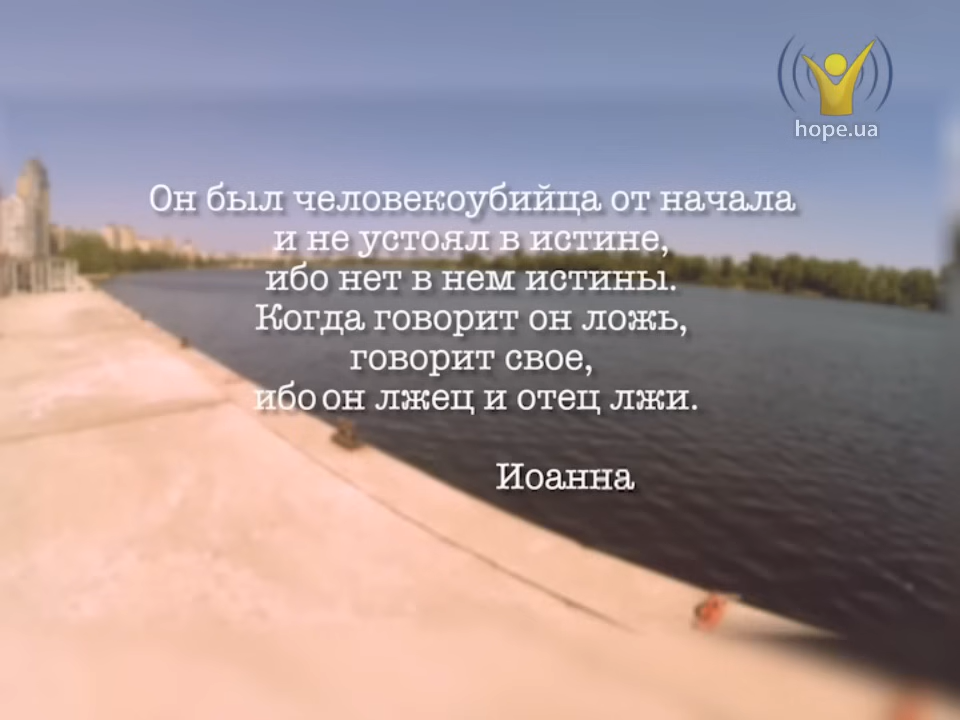 hope.ua
Он был человекоубийца от начала
и не устоял в истине,
ибо нет в нем истины.
Когда говорит он ложь,
говорит свое,
ибо он лжец и отец лжи.
Иоанна